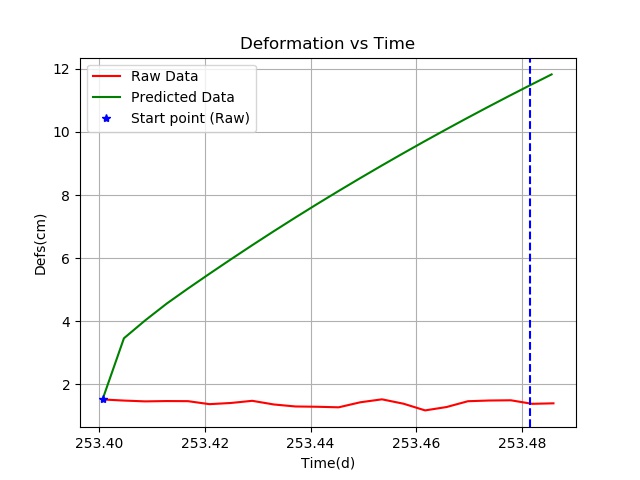 Deformation vs Time
Raw Data
Predicted Data
Start point (Raw)
12
10
8
6
4
2
Defs(cm)
253.40 253.42 253.44 253.46 253.48
Time(d)